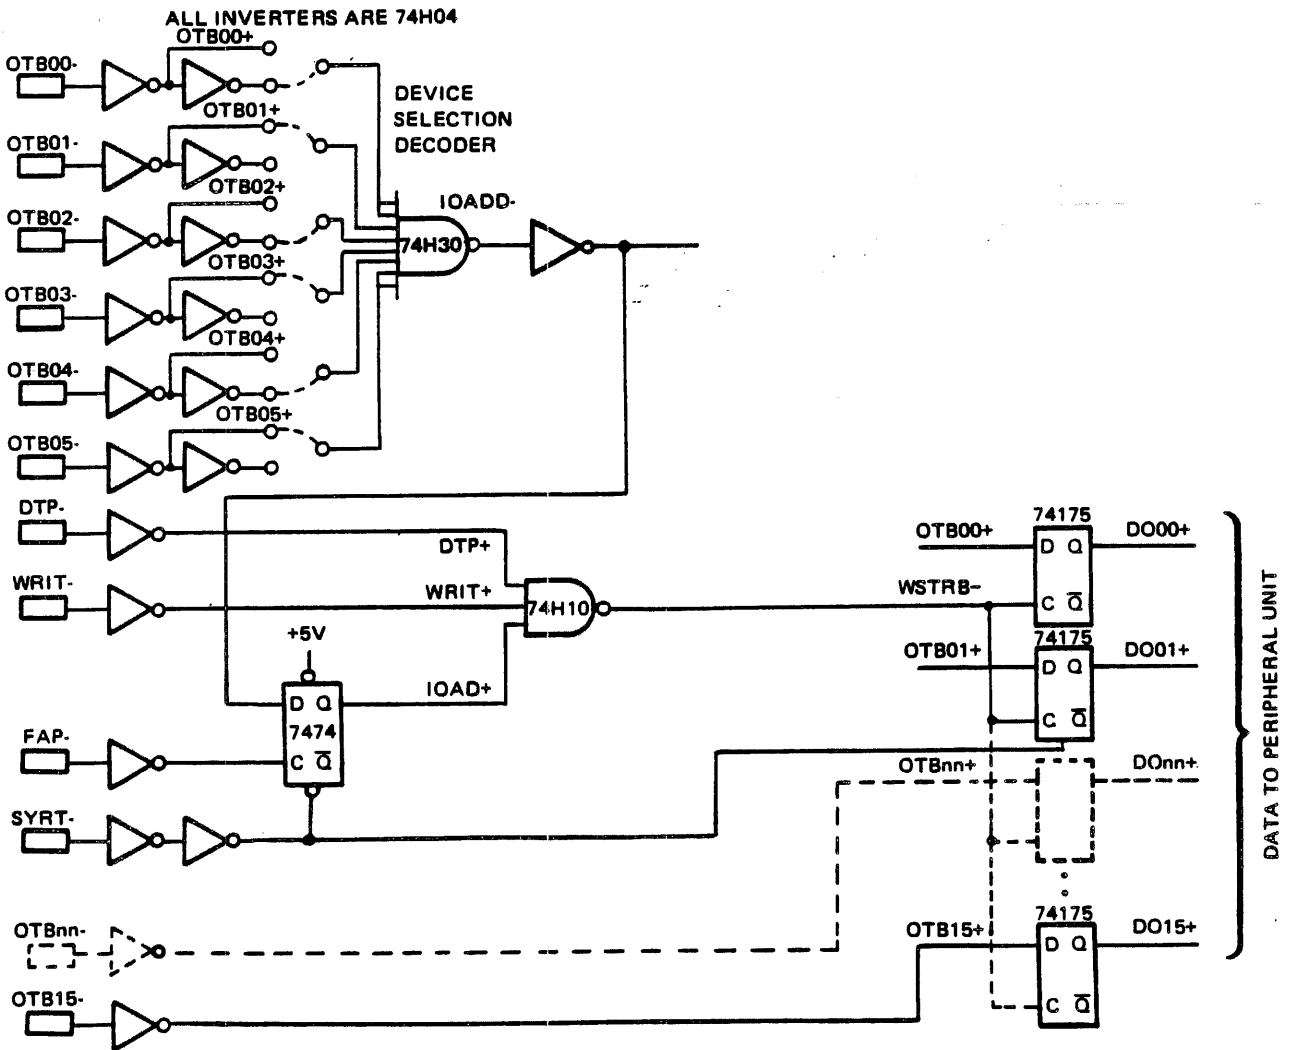 ALL INVERTERS ARE 74H04
OTB00+
OTB00-
DEVICE
SELECTION
DECODER
OTB01+
OTB01-
OTB02+
IOADD-
OTB02-
74H30
OTB03+
OTB03-
OTB04+
OTB04-
OTB05+
OTB05-
DTP-
DTP+
WRIT-
WRIT+
74H10
WSTRB-
+5V
IOAD+
D Q
7474
C Q̅
FAP-
SYRT-
OTBnn-
OTB15-
74175
OTB00+
D Q
DO00+
C Q̅
74175
OTB01+
D Q
DO01+
C Q̅
OTBnn+
DOnn+
74175
OTB15+
D Q
DO15+
C Q̅
DATA TO PERIPHERAL UNIT